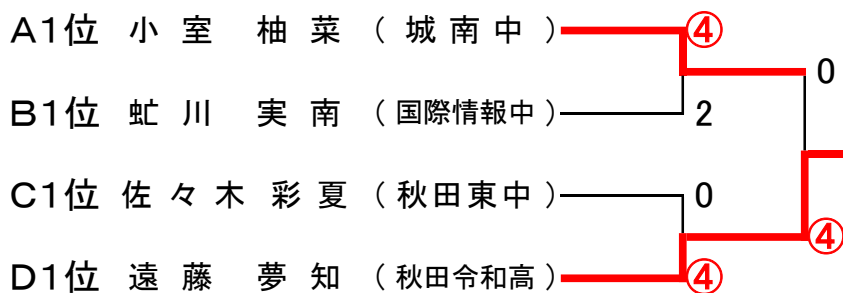 A1位 小室 柚菜 (城南中) ④
0
B1位 虻川 実南 (国際情報中) 2
C1位 佐々木 彩夏 (秋田東中) 0
④
D1位 遠藤 夢知 (秋田令和高) ④